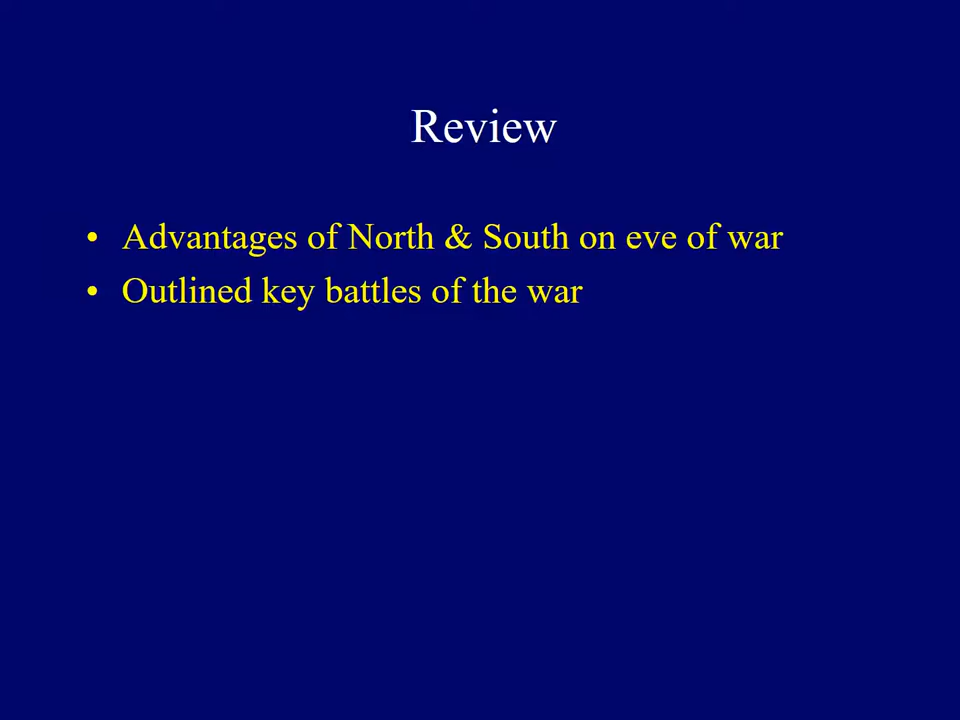 Review
• Advantages of North & South on eve of war
• Outlined key battles of the war